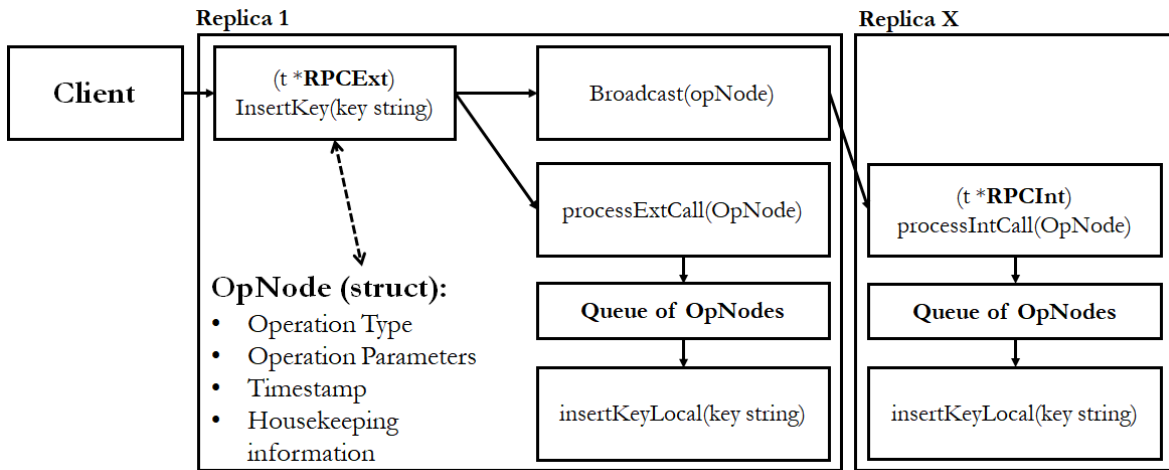 Replica 1
Replica X
Client
(t *RPCExt)
InsertKey(key string)
Broadcast(opNode)
processExtCall(OpNode)
(t *RPCInt)
processIntCall(OpNode)
OpNode (struct):
• Operation Type
• Operation Parameters
• Timestamp
• Housekeeping
information
Queue of OpNodes
Queue of OpNodes
insertKeyLocal(key string)
insertKeyLocal(key string)